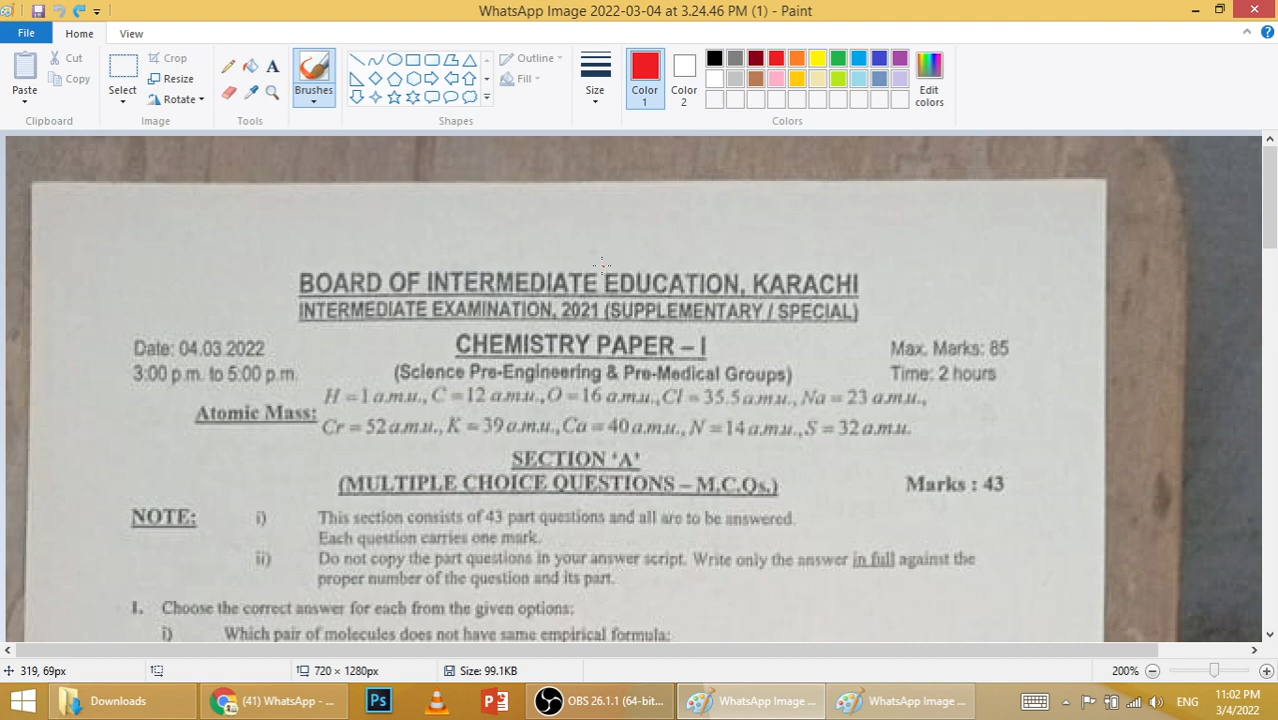 WhatsApp Image 2022-03-04 at 3.24.46 PM (1) - Paint
File Home View
Paste
Cut
Copy
Clipboard
Select
Crop
Resize
Rotate
Image
A
Tools
Brushes
Outline
Fill
Shapes
Size
Color 1
Color 2
Edit colors
Colors
BOARD OF INTERMEDIATE EDUCATION, KARACHI
INTERMEDIATE EXAMINATION, 2021 (SUPPLEMENTARY / SPECIAL)
Date: 04.03.2022 CHEMISTRY PAPER – I Max. Marks: 85
3:00 p.m. to 5:00 p.m. (Science Pre-Engineering & Pre-Medical Groups) Time: 2 hours
Atomic Mass: H = 1 a.m.u., C = 12 a.m.u., O = 16 a.m.u., Cl = 35.5 a.m.u., Na = 23 a.m.u.,
Cr = 52 a.m.u., K = 39 a.m.u., Ca = 40 a.m.u., N = 14 a.m.u., S = 32 a.m.u.
SECTION ‘A’
(MULTIPLE CHOICE QUESTIONS – M.C.Qs.) Marks : 43
NOTE: i) This section consists of 43 part questions and all are to be answered.
Each question carries one mark.
ii) Do not copy the part questions in your answer script. Write only the answer in full against the
proper number of the question and its part.
1. Choose the correct answer for each from the given options:
i) Which pair of molecules does not have same empirical formula:
319, 69px 720 × 1280px Size: 99.1KB 200%
Downloads (41) WhatsApp - ... Ps OBS 26.1.1 (64-bit... WhatsApp Image ... WhatsApp Image ... ENG 11:02 PM
3/4/2022